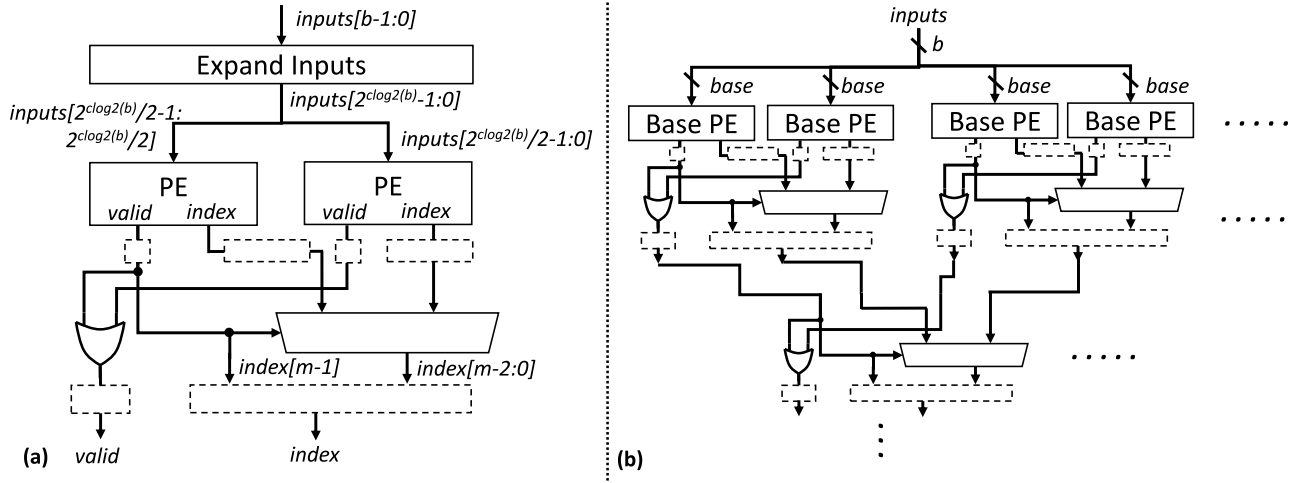 inputs[b-1:0]
Expand Inputs
inputs[2^clog2(b)-1:0]
inputs[2^clog2(b)/2-1:
2^clog2(b)/2]
inputs[2^clog2(b)/2-1:0]
PE
PE
valid index
valid index
index[m-1]
index[m-2:0]
(a)
valid
index
inputs
b
base
base
base
base
Base PE
Base PE
Base PE
Base PE
. . . . .
. . . . .
. . . . .
. . .
(b)